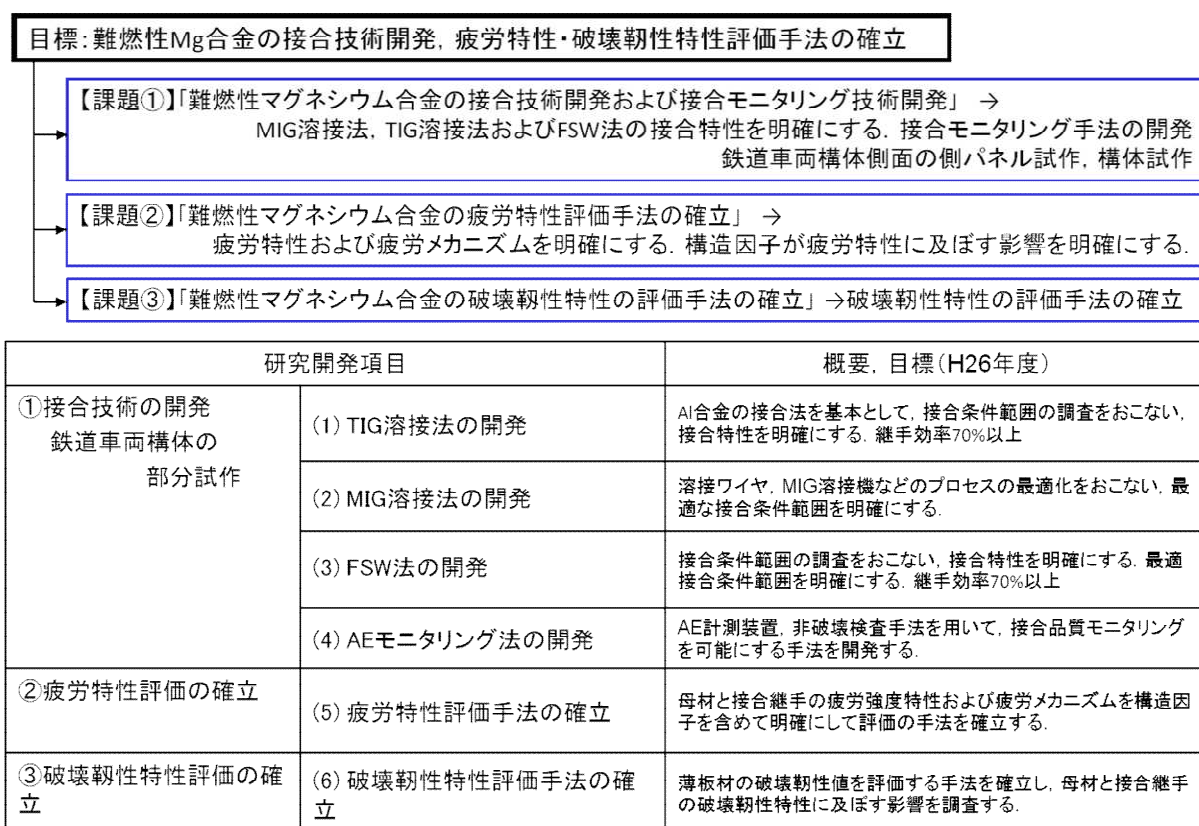 目標：難燃性Mg合金の接合技術開発，疲労特性・破壊靭性特性評価手法の確立
【課題①】「難燃性マグネシウム合金の接合技術開発および接合モニタリング技術開発」 →
MIG溶接法，TIG溶接法およびFSW法の接合特性を明確にする．接合モニタリング手法の開発
鉄道車両構体側面の側パネル試作，構体試作
【課題②】「難燃性マグネシウム合金の疲労特性評価手法の確立」 →
疲労特性および疲労メカニズムを明確にする．構造因子が疲労特性に及ぼす影響を明確にする．
【課題③】「難燃性マグネシウム合金の破壊靭性特性の評価手法の確立」→破壊靭性特性の評価手法の確立
研究開発項目
概要，目標（H26年度）
①接合技術の開発
鉄道車両構体の
部分試作
(1) TIG溶接法の開発
Al合金の接合法を基本として，接合条件範囲の調査をおこない，
接合特性を明確にする．継手効率70%以上
(2) MIG溶接法の開発
溶接ワイヤ，MIG溶接機などのプロセスの最適化をおこない，最
適な接合条件範囲を明確にする．
(3) FSW法の開発
接合条件範囲の調査をおこない，接合特性を明確にする．最適
接合条件範囲を明確にする．継手効率70%以上
(4) AEモニタリング法の開発
AE計測装置，非破壊検査手法を用いて，接合品質モニタリング
を可能にする手法を開発する．
②疲労特性評価の確立
(5) 疲労特性評価手法の確立
母材と接合継手の疲労強度特性および疲労メカニズムを構造因
子を含めて明確にして評価の手法を確立する．
③破壊靱性特性評価の確
立
(6) 破壊靱性特性評価手法の確
立
薄板材の破壊靭性値を評価する手法を確立し，母材と接合継手
の破壊靭性特性に及ぼす影響を調査する．